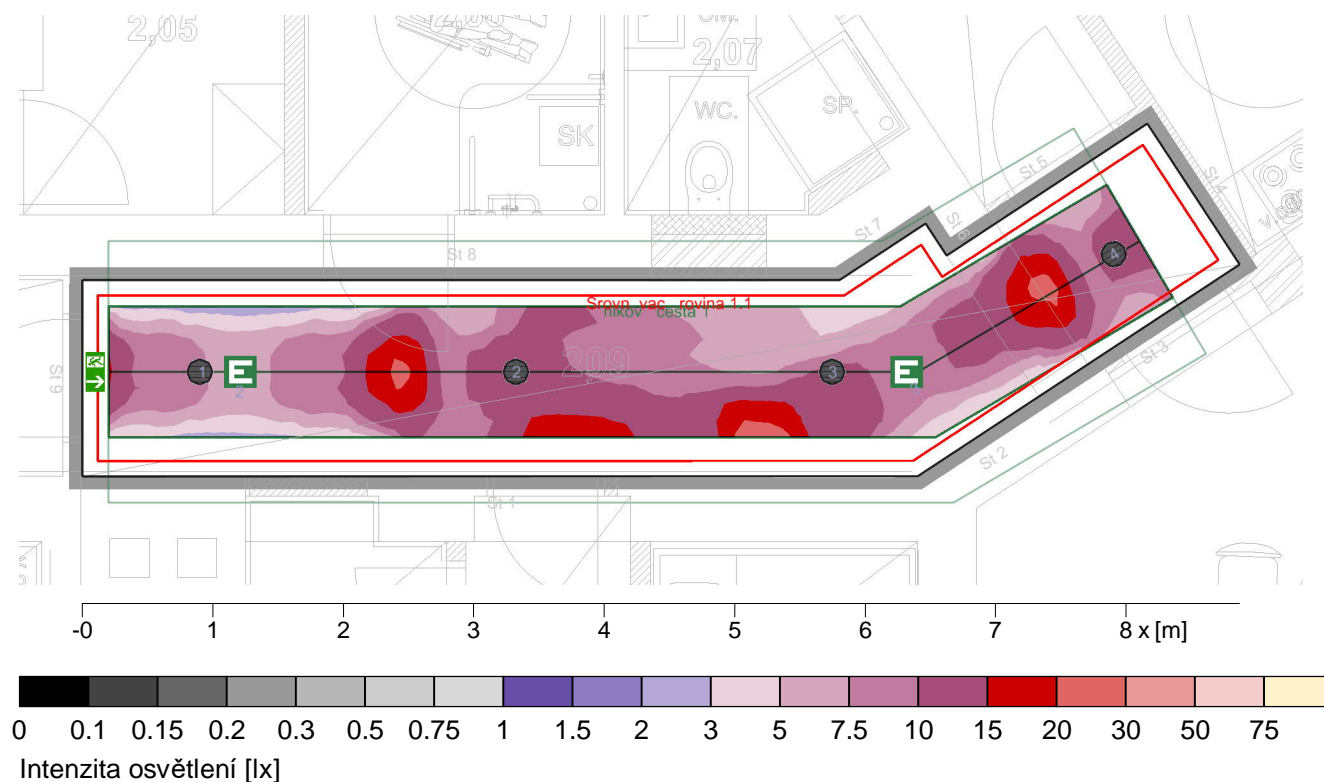 2,05
2,07
WC.
SP.
SK
St 5
St 4
St 7
St 6
St 8
Srovn vac rovina 1.1
nikov cesta 1
209
St 9
1
E
2
2
3
E
4
St 3
St 2
St 1
-0 1 2 3 4 5 6 7 8 x [m]
0 0.1 0.15 0.2 0.3 0.5 0.75 1 1.5 2 3 5 7.5 10 15 20 30 50 75
Intenzita osvětlení [lx]